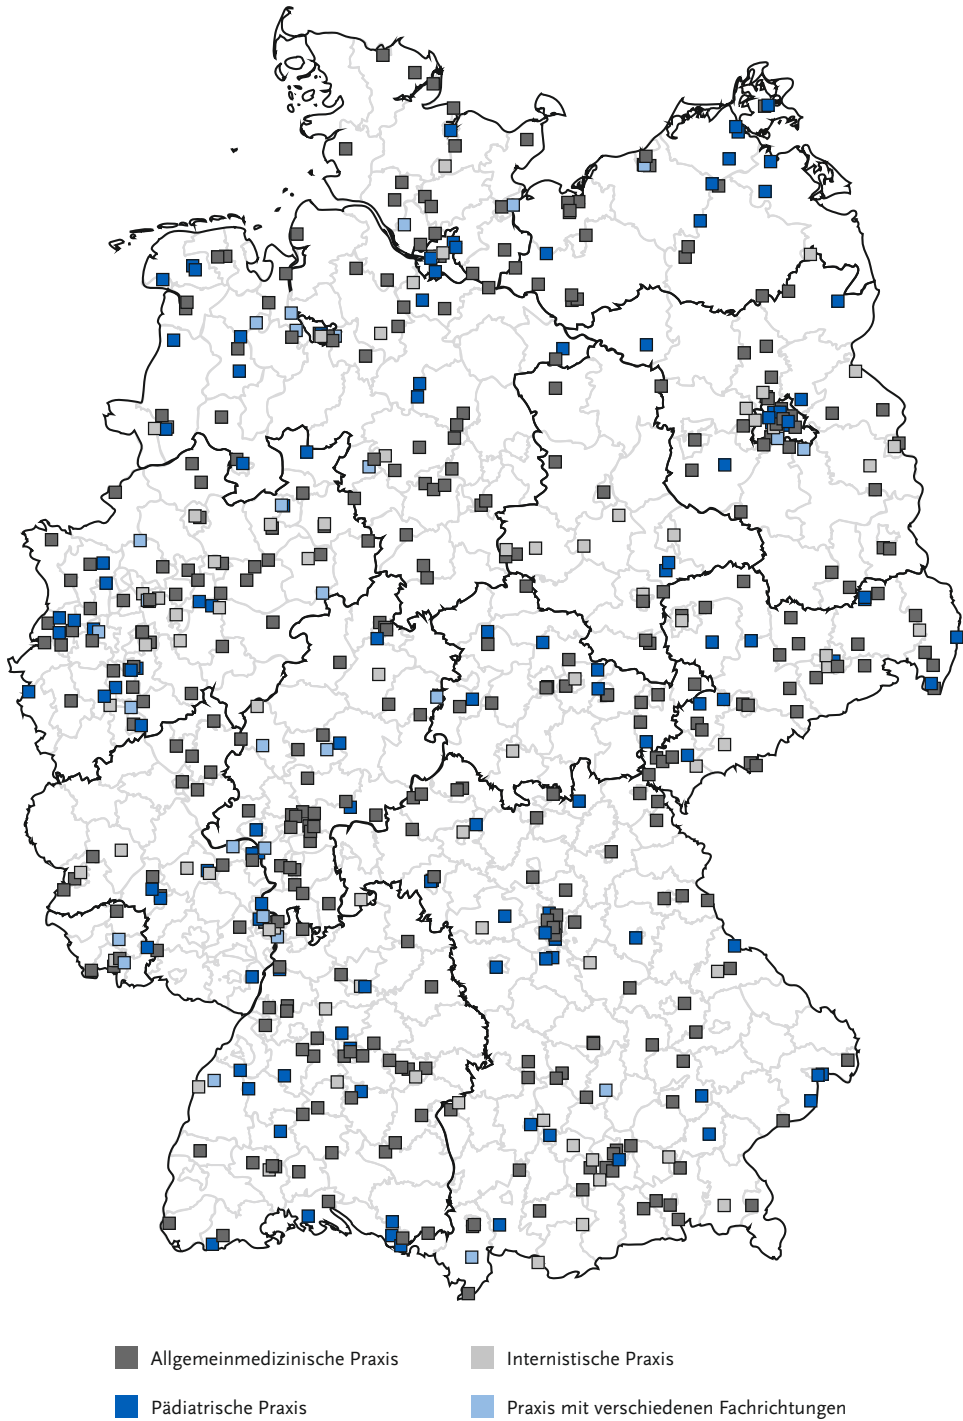 Allgemeinmedizinische Praxis
Internistische Praxis
Pädiatrische Praxis
Praxis mit verschiedenen Fachrichtungen